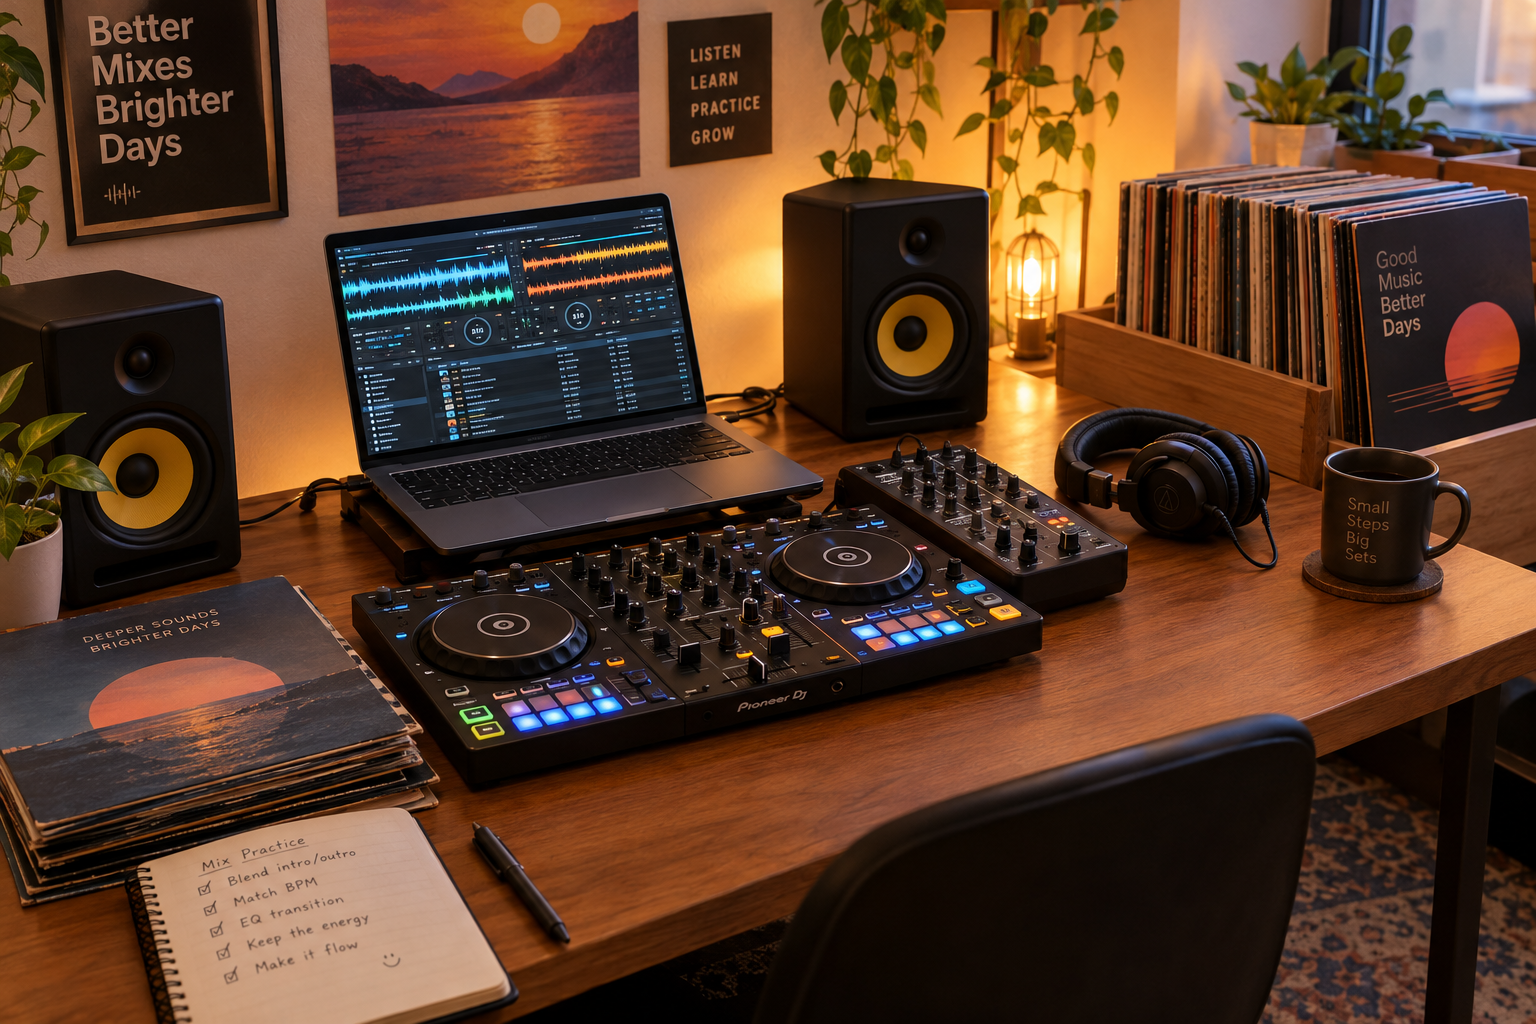 Better
Mixes
Brighter
Days
LISTEN
LEARN
PRACTICE
GROW
Good
Music
Better
Days
Small
Steps
Big
Sets
DEEPER SOUNDS
BRIGHTER DAYS
Pioneer Dj
Mix Practice
Blend intro/outro
Match BPM
EQ transition
Keep the energy
Make it flow